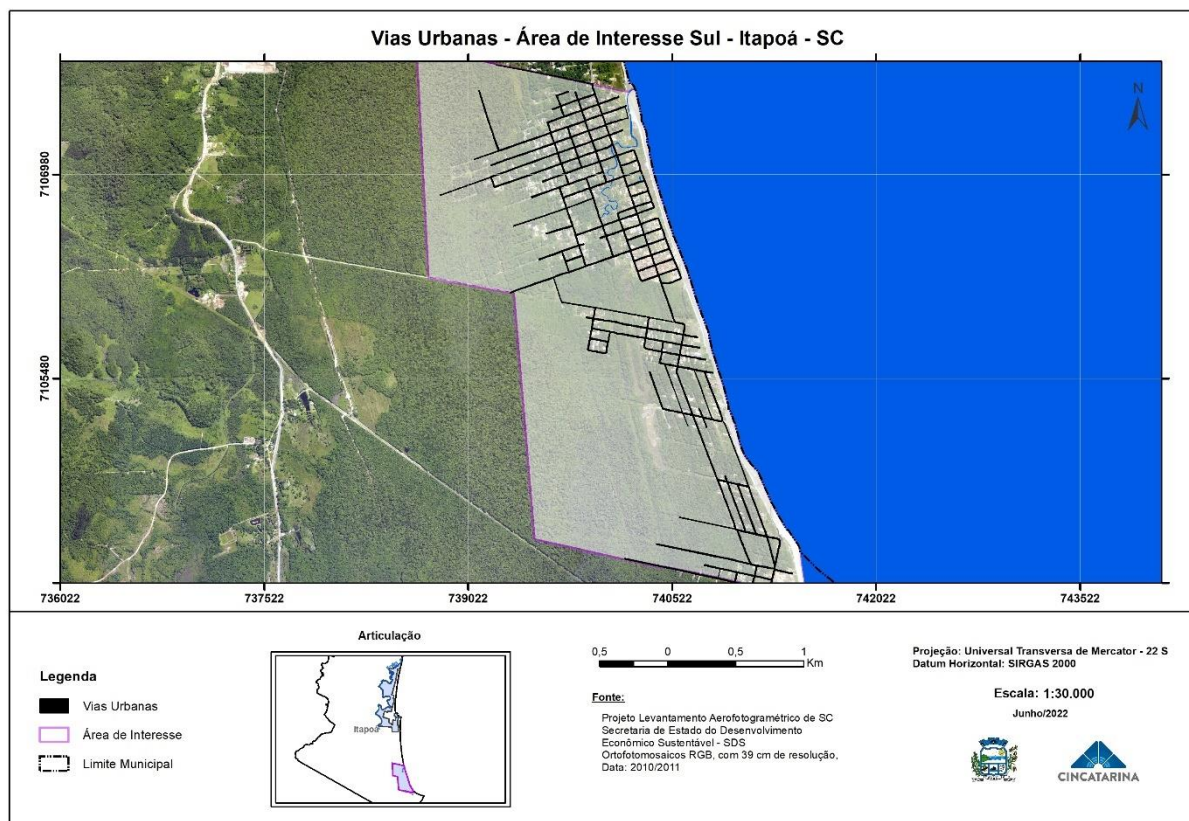 Vias Urbanas - Área de Interesse Sul - Itapoá - SC
N
7106980
7105480
736022
737522
739022
740522
742022
743522
Legenda
Vias Urbanas
Área de Interesse
Limite Municipal
Articulação
Itapoá
0,5
0
0,5
1
Km
Fonte:
Projeto Levantamento Aerofotogramétrico de SC
Secretaria de Estado do Desenvolvimento
Econômico Sustentável - SDS
Ortofotomosaicos RGB, com 39 cm de resolução,
Data: 2010/2011
Projeção: Universal Transversa de Mercator - 22 S
Datum Horizontal: SIRGAS 2000
Escala: 1:30.000
Junho/2022
CINCATARINA